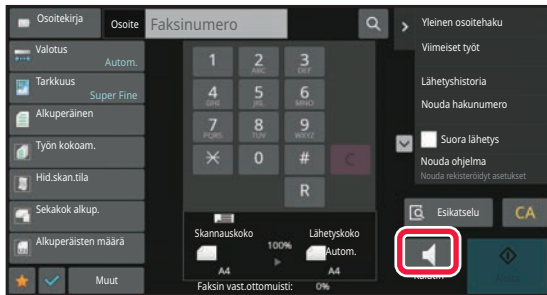 Osoitekirja
Osoite
Faksinumero
Valotus
Autom.
Tarkkuus
Super Fine
Alkuperäinen
Työn kokoam.
Hid.skan.tila
Sekakok alkup.
Alkuperäisten määrä
Muut
1
2
ABC
3
DEF
4
GHI
5
JKL
6
MNO
7
PQRS
8
TUV
9
WXYZ
0
#
C
R
Skannauskoko
Lähetyskoko
100%
Autom.
A4
A4
Faksin vast.ottomuisti: 0%
Yleinen osoitehaku
Viimeiset työt
Lähetyshistoria
Nouda hakunumero
Suora lähetys
Nouda ohjelma
Nouda rekisteröidyt asetukset
Esikatselu
CA